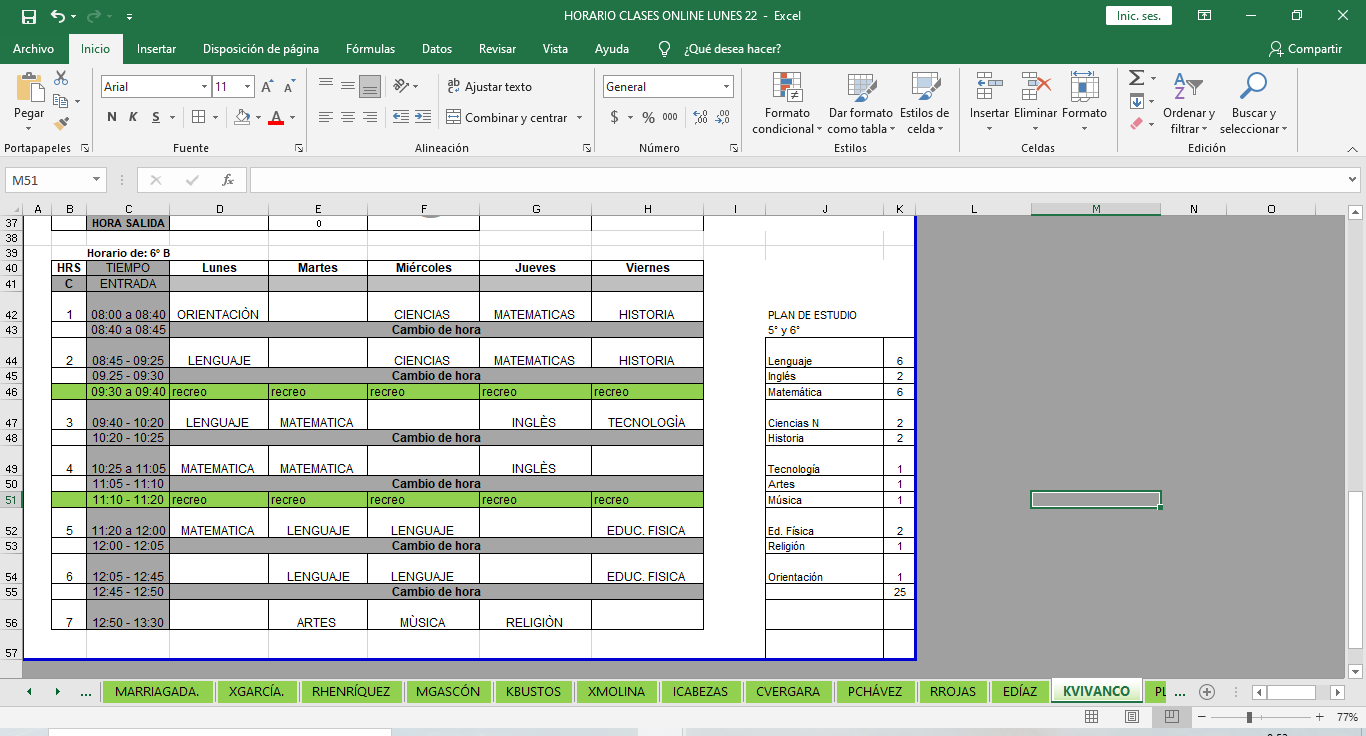 HORARIO CLASES ONLINE LUNES 22 - Excel
Inic. ses.
Archivo Inicio Insertar Disposición de página Fórmulas Datos Revisar Vista Ayuda ¿Qué desea hacer? Compartir
Pegar
Arial 11
N K S
Ajustar texto
Combinar y centrar
General
$ % 000
Formato condicional
Dar formato como tabla
Estilos de celda
Insertar Eliminar Formato
Ordenar y filtrar
Buscar y seleccionar
Portapapeles Fuente Alineación Número Estilos Celdas Edición
M51 fx
A B C D E F G H I J K L M N O
37 HORA SALIDA 0
38
39 Horario de: 6° B
40 HRS TIEMPO Lunes Martes Miércoles Jueves Viernes
41 C ENTRADA
42 1 08:00 a 08:40 ORIENTACIÒN CIENCIAS MATEMATICAS HISTORIA PLAN DE ESTUDIO
43 08:40 a 08:45 Cambio de hora 5° y 6°
44 2 08:45 - 09:25 LENGUAJE CIENCIAS MATEMATICAS HISTORIA Lenguaje 6
45 09.25 - 09:30 Cambio de hora Inglés 2
46 09:30 a 09:40 recreo recreo recreo recreo recreo Matemática 6
47 3 09:40 - 10:20 LENGUAJE MATEMATICA INGLÈS TECNOLOGÌA Ciencias N 2
48 10:20 - 10:25 Cambio de hora Historia 2
49 4 10:25 a 11:05 MATEMATICA MATEMATICA INGLÈS Tecnología 1
50 11:05 - 11:10 Cambio de hora Artes 1
51 11:10 - 11:20 recreo recreo recreo recreo recreo Música 1
52 5 11:20 a 12:00 MATEMATICA LENGUAJE LENGUAJE EDUC. FISICA Ed. Física 2
53 12:00 - 12:05 Cambio de hora Religión 1
54 6 12:05 - 12:45 LENGUAJE LENGUAJE EDUC. FISICA Orientación 1
55 12:45 - 12:50 Cambio de hora 25
56 7 12:50 - 13:30 ARTES MÙSICA RELIGIÒN
57
... MARRIAGADA. XGARCÍA. RHENRÍQUEZ MGASCÓN KBUSTOS XMOLINA ICABEZAS CVERGARA PCHÁVEZ RROJAS EDÍAZ KVIVANCO ...
77%